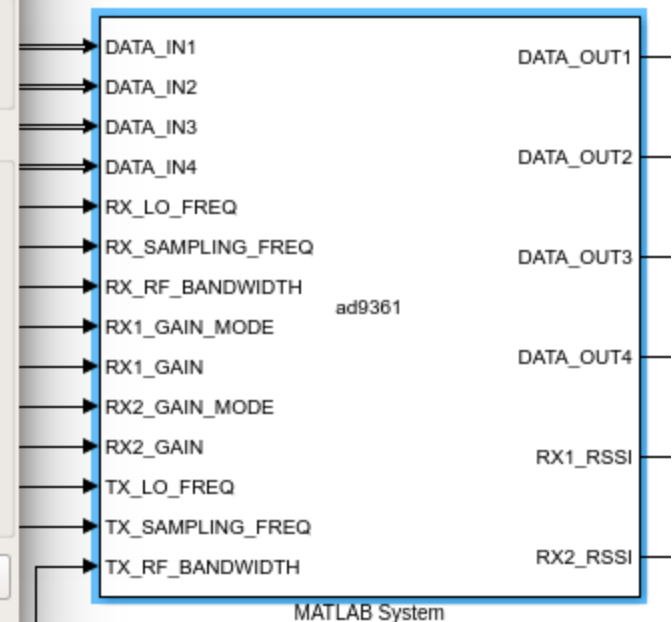 DATA_IN1
DATA_IN2
DATA_IN3
DATA_IN4
RX_LO_FREQ
RX_SAMPLING_FREQ
RX_RF_BANDWIDTH
RX1_GAIN_MODE
RX1_GAIN
RX2_GAIN_MODE
RX2_GAIN
TX_LO_FREQ
TX_SAMPLING_FREQ
TX_RF_BANDWIDTH
ad9361
DATA_OUT1
DATA_OUT2
DATA_OUT3
DATA_OUT4
RX1_RSSI
RX2_RSSI
MATLAB System